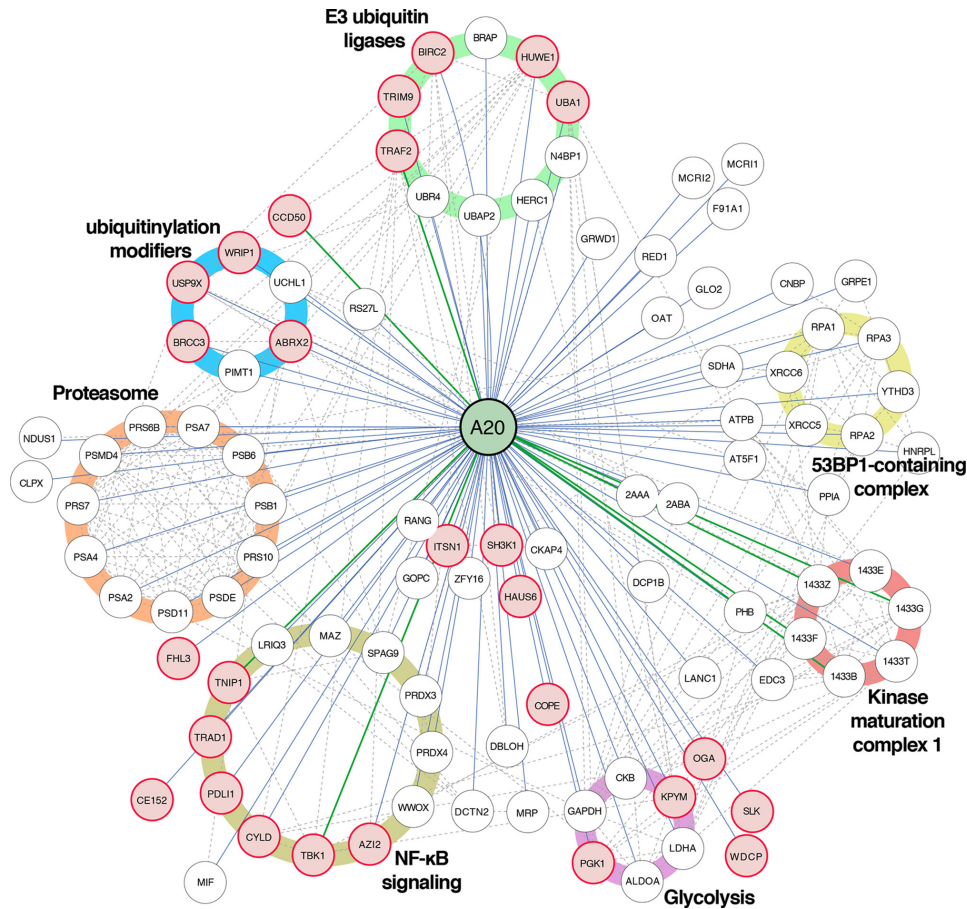 E3 ubiquitin
ligases
BRAP
BIRC2
HUWE1
TRIM9
UBA1
TRAF2
N4BP1
UBR4
HERC1
UBAP2
MCRI1
MCRI2
F91A1
GRWD1
RED1
GLO2
CNBP
GRPE1
OAT
CCD50
ubiquitinylation
modifiers
WRIP1
USP9X
UCHL1
RS27L
BRCC3
ABRX2
PIMT1
RPA1
RPA3
XRCC6
SDHA
YTHD3
XRCC5
RPA2
ATPB
AT5F1
HNRPL
53BP1-containing
complex
PPIA
A20
Proteasome
PRS6B
PSA7
NDUS1
PSMD4
PSB6
CLPX
PRS7
PSB1
PSA4
PRS10
PSA2
PSDE
PSD11
2AAA
2ABA
RANG
ITSN1
SH3K1
CKAP4
GOPC
ZFY16
HAUS6
DCP1B
PHB
1433E
1433Z
1433G
1433F
1433T
1433B
Kinase
maturation
complex 1
EDC3
LANC1
FHL3
LRIQ3
MAZ
SPAG9
TNIP1
PRDX3
TRAD1
PRDX4
PDLI1
WWOX
CYLD
TBK1
AZI2
NF-κB
signaling
CE152
MIF
COPE
DBLOH
DCTN2
MRP
OGA
CKB
GAPDH
KPYM
SLK
LDHA
WDCP
PGK1
ALDOA
Glycolysis